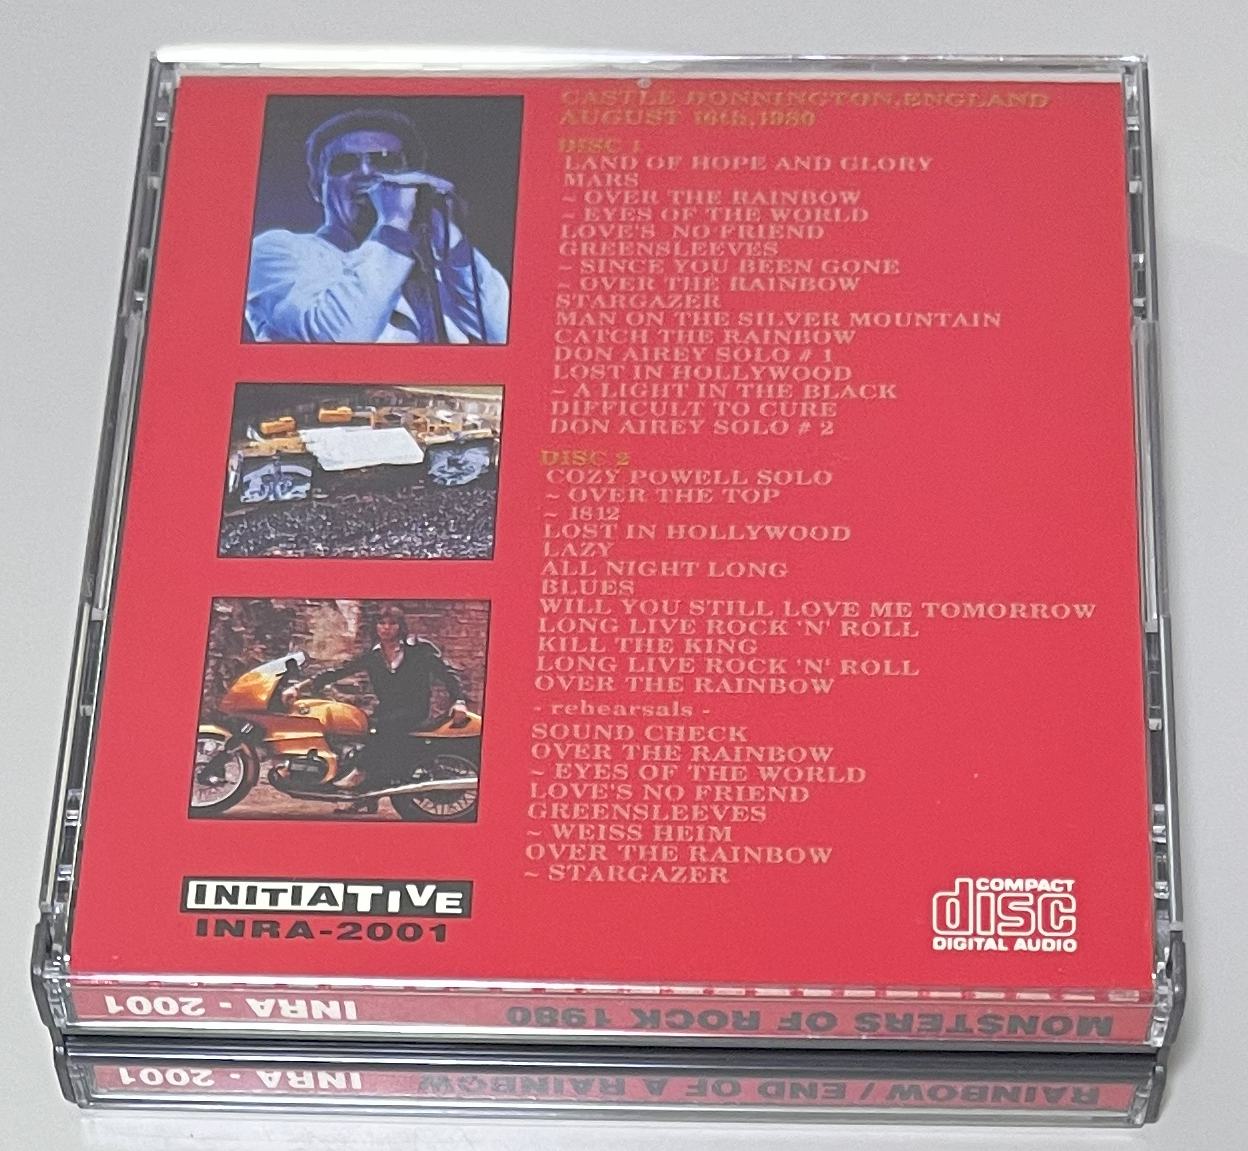 CASTLE DONNINGTON,ENGLAND
AUGUST 16th,1980
DISC 1
LAND OF HOPE AND GLORY
MARS
~ OVER THE RAINBOW
~ EYES OF THE WORLD
LOVE'S NO FRIEND
GREENSLEEVES
~ SINCE YOU BEEN GONE
~ OVER THE RAINBOW
STARGAZER
MAN ON THE SILVER MOUNTAIN
CATCH THE RAINBOW
DON AIREY SOLO # 1
LOST IN HOLLYWOOD
~ A LIGHT IN THE BLACK
DIFFICULT TO CURE
DON AIREY SOLO # 2
DISC 2
COZY POWELL SOLO
~ OVER THE TOP
~ 1812
LOST IN HOLLYWOOD
LAZY
ALL NIGHT LONG
BLUES
WILL YOU STILL LOVE ME TOMORROW
LONG LIVE ROCK 'N' ROLL
KILL THE KING
LONG LIVE ROCK 'N' ROLL
OVER THE RAINBOW
- rehearsals -
SOUND CHECK
OVER THE RAINBOW
~ EYES OF THE WORLD
LOVE'S NO FRIEND
GREENSLEEVES
~ WEISS HEIM
OVER THE RAINBOW
~ STARGAZER
INITIATIVE
INRA-2001
COMPACT
disc
DIGITAL AUDIO
MONSTERS OF ROCK 1980 INRA - 2001
RAINBOW / END OF A RAINBOW INRA - 2001